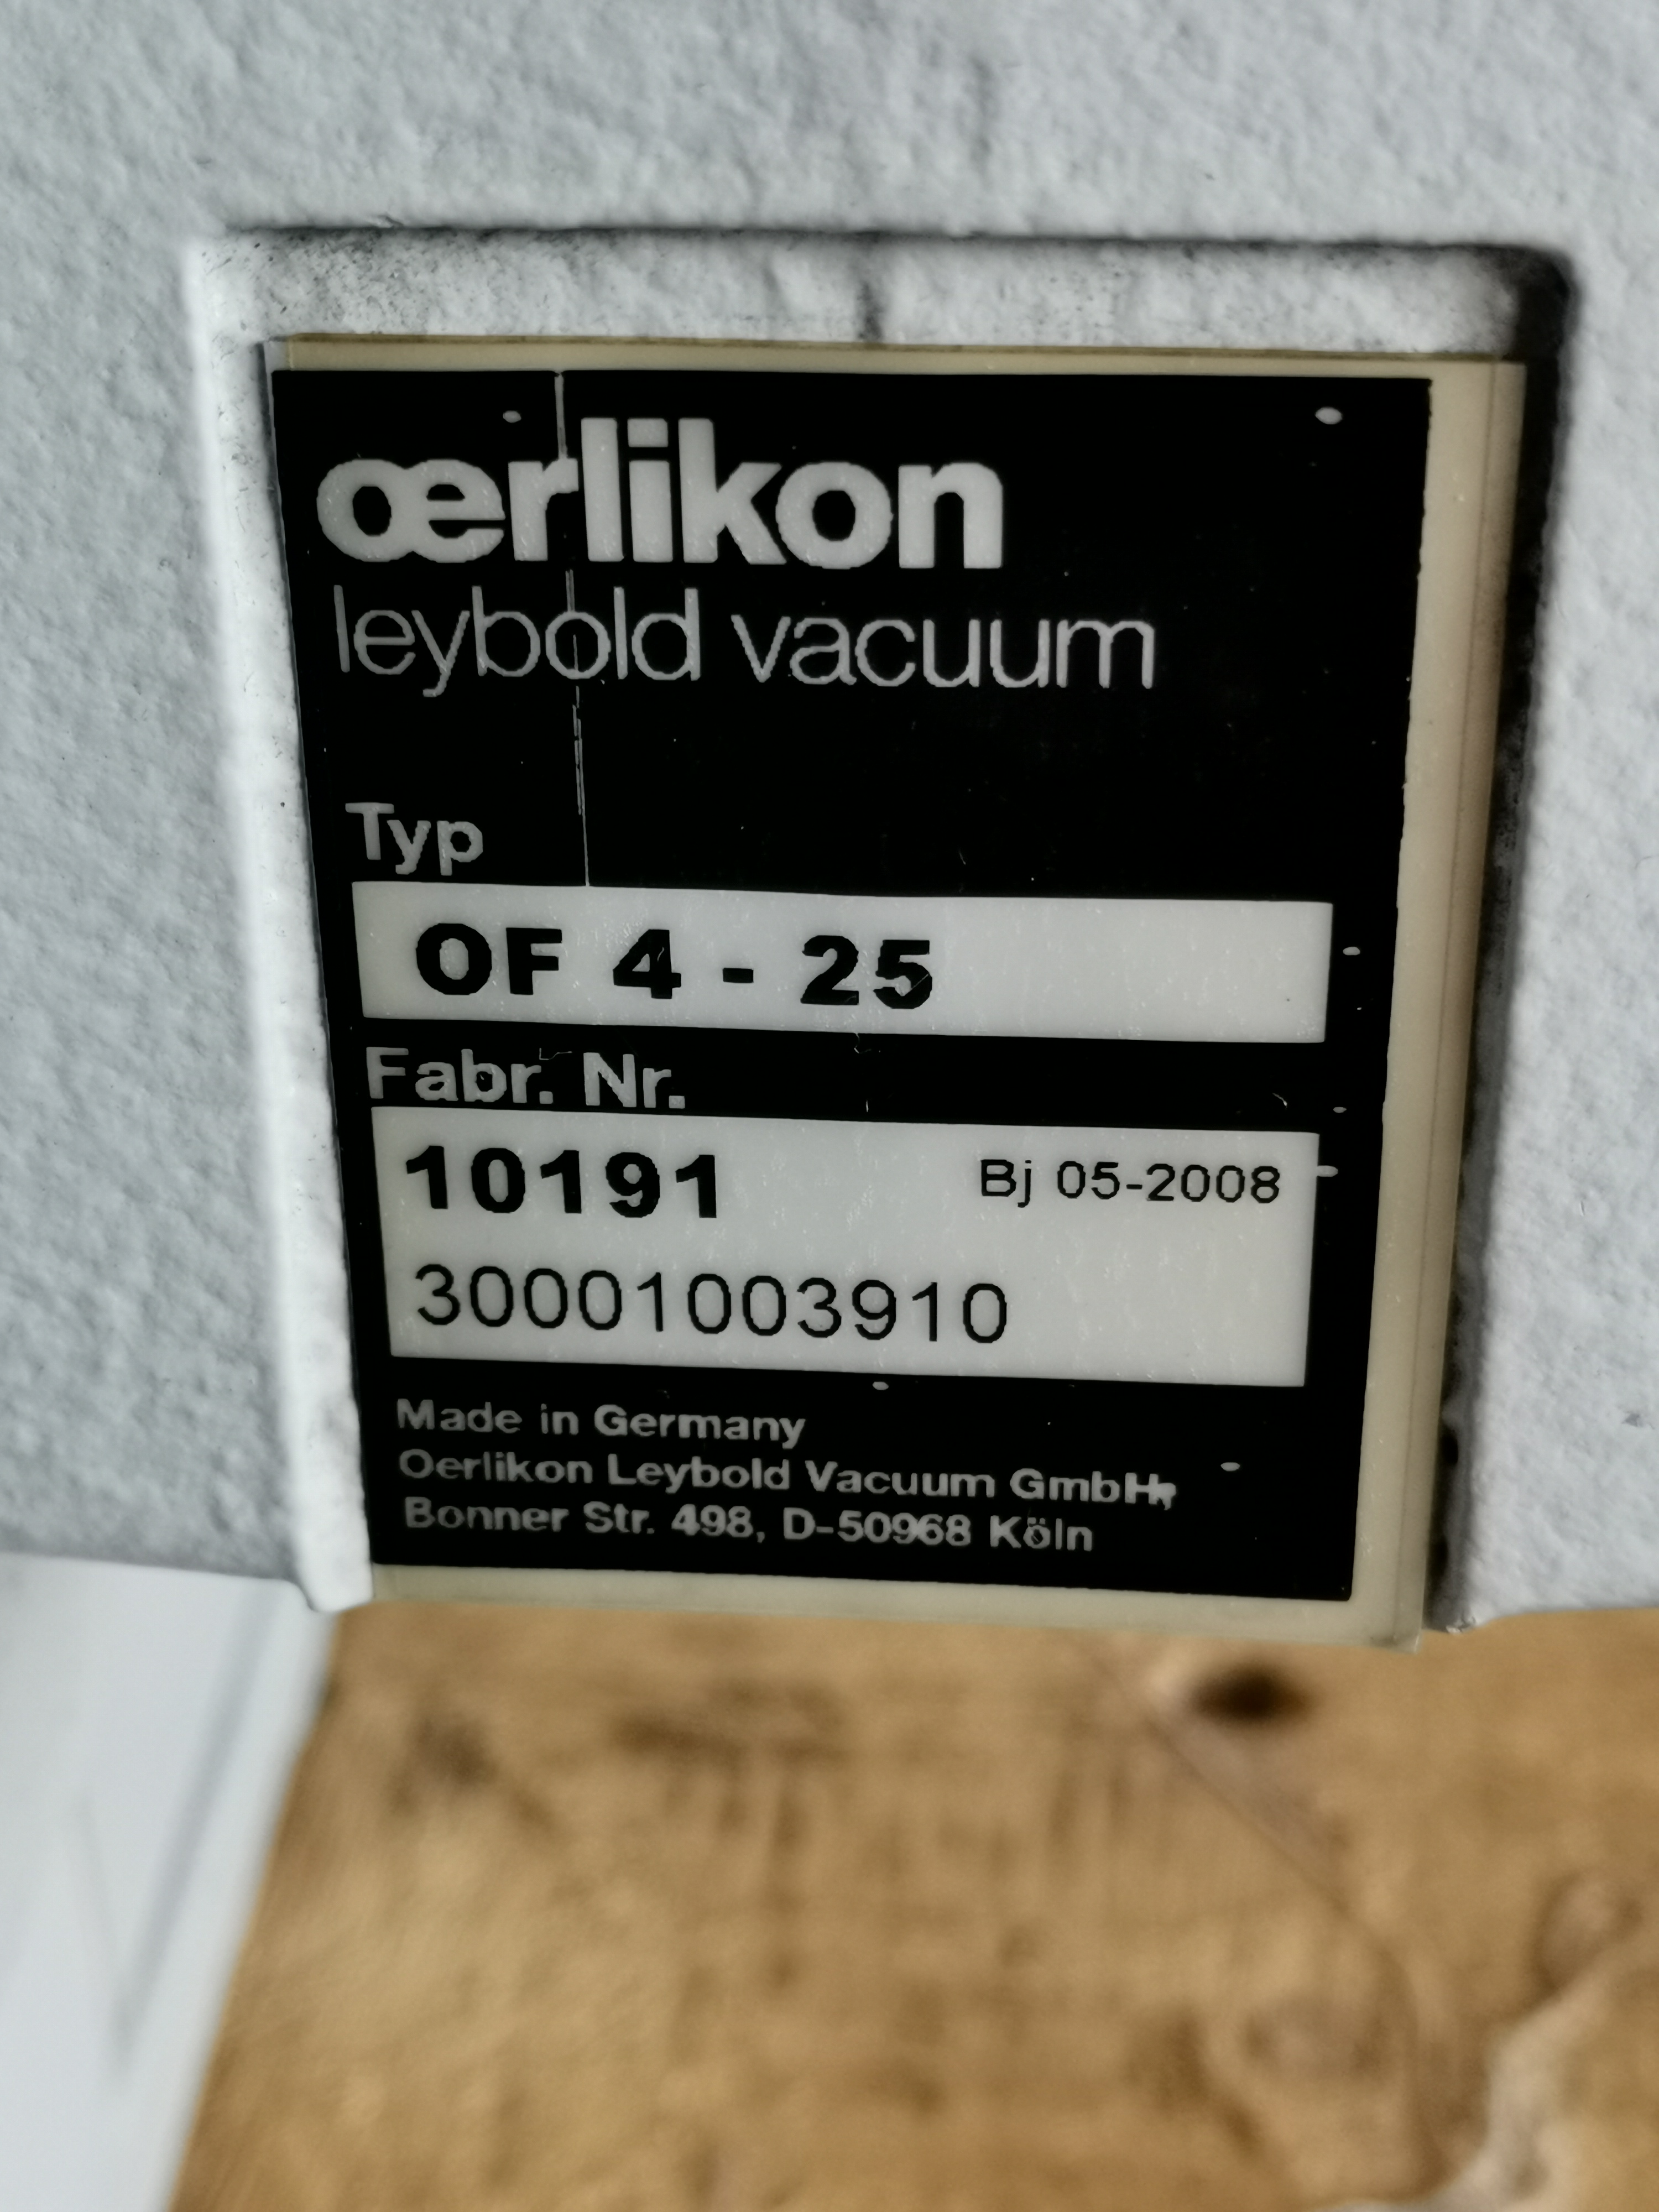 œrlikon
leybold vacuum
Typ
OF 4 - 25
Fabr. Nr.
10191 Bj 05-2008
30001003910
Made in Germany
Oerlikon Leybold Vacuum GmbH,
Bonner Str. 498, D-50968 Köln